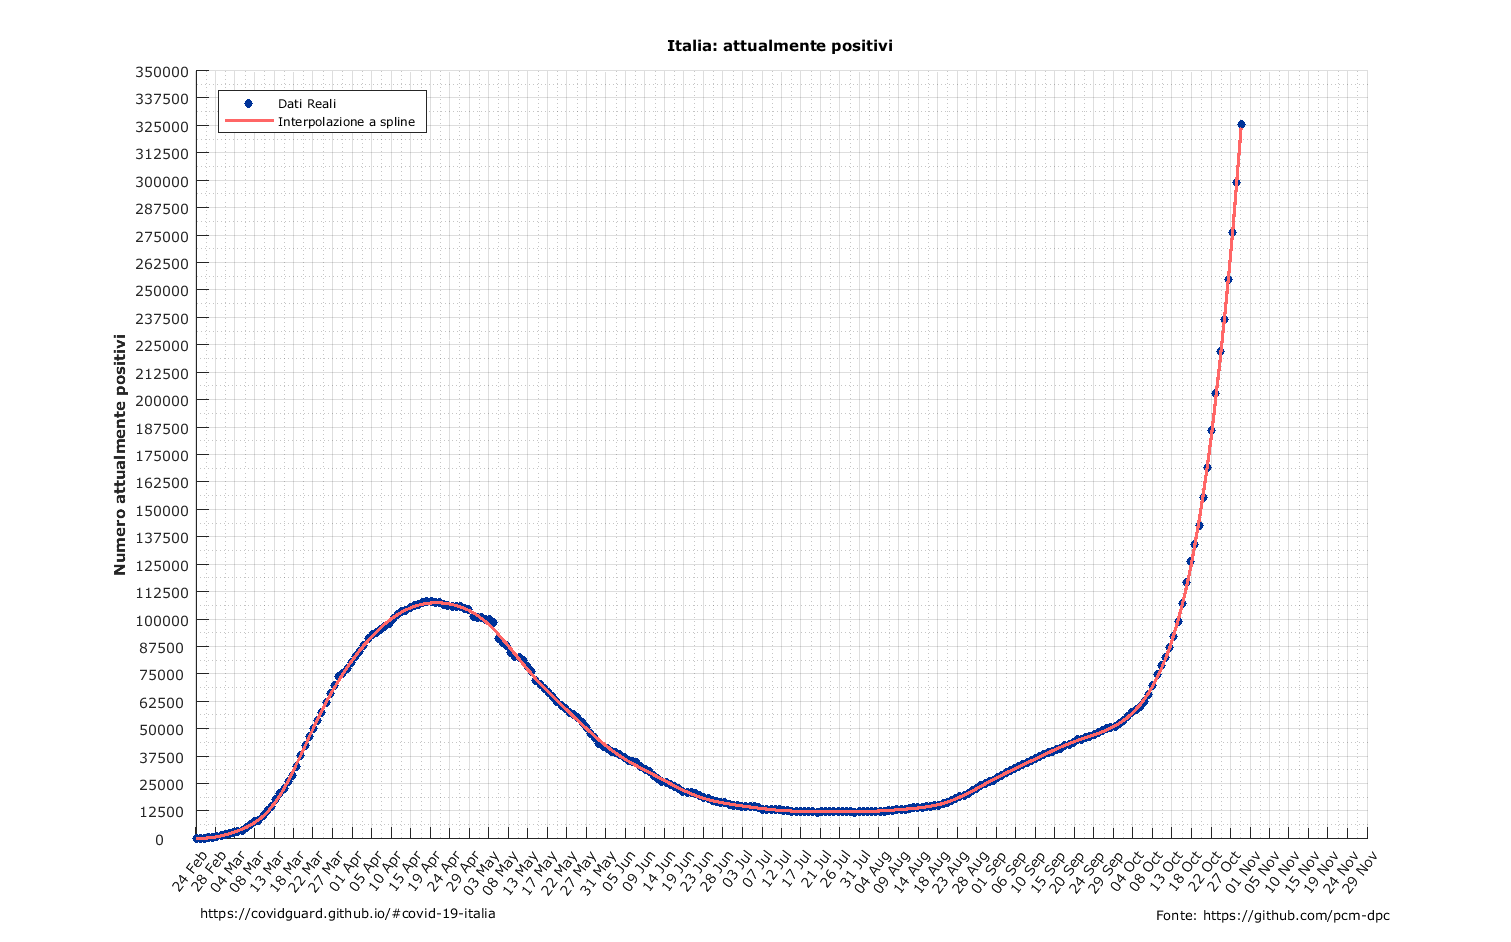 Italia: attualmente positivi
350000
337500
325000
312500
300000
287500
275000
262500
250000
237500
225000
212500
200000
187500
175000
162500
150000
137500
125000
112500
100000
87500
75000
62500
50000
37500
25000
12500
0
Numero attualmente positivi
Dati Reali
Interpolazione a spline
24 Feb
28 Feb
04 Mar
08 Mar
13 Mar
18 Mar
22 Mar
27 Mar
01 Apr
05 Apr
10 Apr
15 Apr
19 Apr
24 Apr
29 Apr
03 May
08 May
13 May
17 May
22 May
27 May
31 May
05 Jun
09 Jun
14 Jun
19 Jun
23 Jun
28 Jun
03 Jul
07 Jul
12 Jul
17 Jul
21 Jul
26 Jul
31 Jul
04 Aug
09 Aug
14 Aug
18 Aug
23 Aug
28 Aug
01 Sep
06 Sep
10 Sep
15 Sep
20 Sep
24 Sep
29 Sep
04 Oct
08 Oct
13 Oct
18 Oct
22 Oct
27 Oct
01 Nov
05 Nov
10 Nov
15 Nov
19 Nov
24 Nov
29 Nov
https://covidguard.github.io/#covid-19-italia
Fonte: https://github.com/pcm-dpc